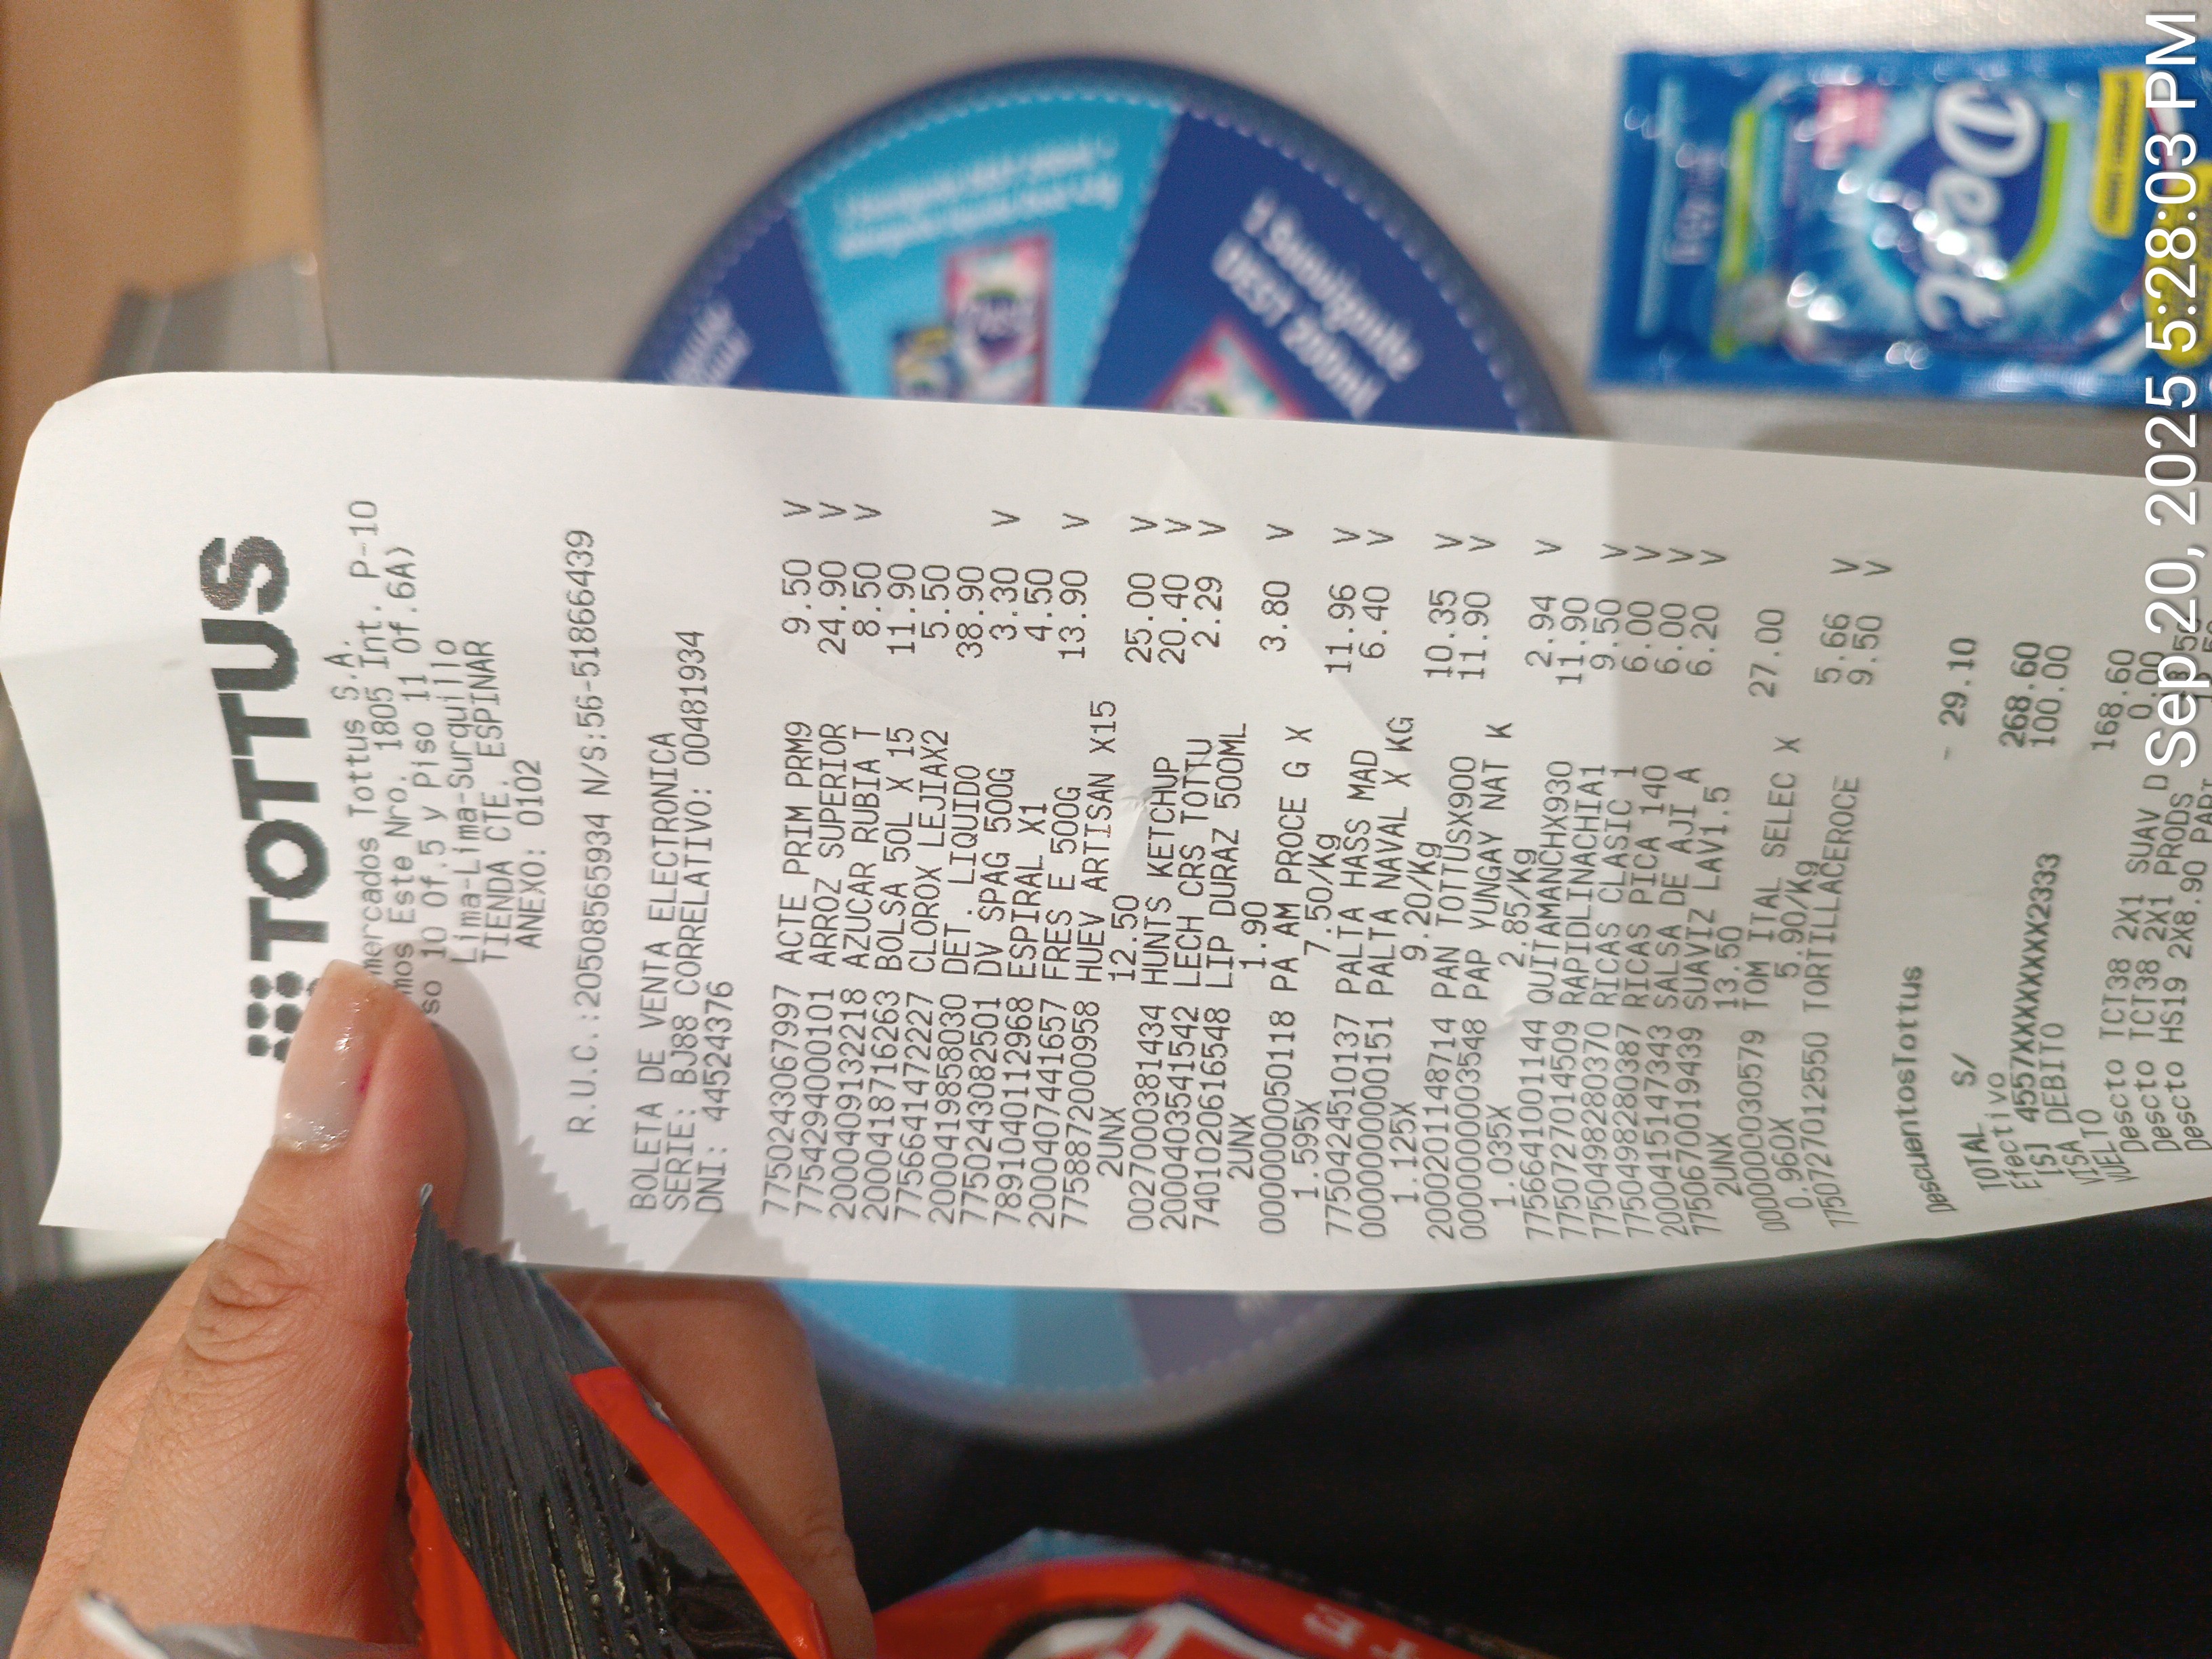 TOTTUS
mercados Tottus S.A.
mos Este Nro. 1805 Int. P-10
so 10 Of.5 y Piso 11 Of.6A)
Lima-Lima-Surquillo
TIENDA CTE. ESPINAR
ANEXO: 0102
R.U.C.:20508565934 N/S:56-51866439
BOLETA DE VENTA ELECTRONICA
SERIE: BJ88 CORRELATIVO: 00481934
DNI: 44524376
7750243067997 ACTE PRIM PRM9 9.50 V
7754294000101 ARROZ SUPERIOR 24.90 V
2000409132218 AZUCAR RUBIA T 8.50 V
2000418716263 BOLSA 50L X 15 11.90
7756641472227 CLOROX LEJIAX2 5.50
2000419858030 DET. LIQUIDO 38.90
7750243082501 DV SPAG 500G 3.30 V
7891040112968 ESPIRAL X1 4.50
2000407441657 FRES E 500G 13.90 V
7758872000958 HUEV ARTISAN X15
2UNX 12.50 25.00 V
0027000381434 HUNTS KETCHUP 20.40 V
2000403541542 LECH CRS TOTTU 2.29 V
7401020616548 LIP DURAZ 500ML
2UNX 1.90 3.80 V
0000000050118 PA AM PROCE G X
1.595X 7.50/Kg 11.96 V
7750424510137 PALTA HASS MAD 6.40 V
0000000000151 PALTA NAVAL X KG
1.125X 9.20/Kg 10.35 V
2000201148714 PAN TOTTUSX900 11.90 V
0000000003548 PAP YUNGAY NAT K
1.035X 2.85/Kg 2.94 V
7756641001144 QUITAMANCHX930 11.90
7750727014509 RAPIDLINACHIA1 9.50 V
7750498280370 RICAS CLASIC 1 6.00 V
7750498280387 RICAS PICA 140 6.00 V
2000415147343 SALSA DE AJI A 6.20 V
7750670019439 SUAVIZ LAV1.5
2UNX 13.50 27.00
0000000030579 TOM ITAL SELEC X
0.960X 5.90/Kg 5.66 V
7750727012550 TORTILLACEROCE 9.50 V
DescuentosTottus - 29.10
TOTAL S/ 268.60
Efectivo 100.00
[S] 4557XXXXXXXX2333
VISA DEBITO 168.60
VUELTO 0.00
Descto TCT38 2X1 SUAV D
Descto TCT38 2X1 PRODS
Descto HS19 2X8.90
Dest
DEST 200ml
Sep 20, 2025 5:28:03 PM